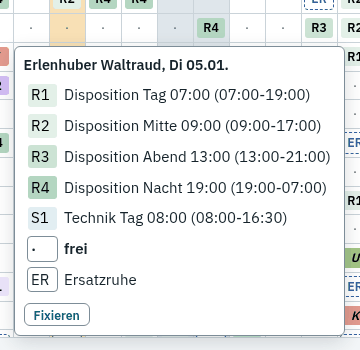 R2 R4 R4 ER
· · · · · R4 · · R3 R2
Erlenhuber Waltraud, Di 05.01.
R1 Disposition Tag 07:00 (07:00-19:00)
R2 Disposition Mitte 09:00 (09:00-17:00)
R3 Disposition Abend 13:00 (13:00-21:00)
R4 Disposition Nacht 19:00 (19:00-07:00)
S1 Technik Tag 08:00 (08:00-16:30)
· frei
ER Ersatzruhe
Fixieren